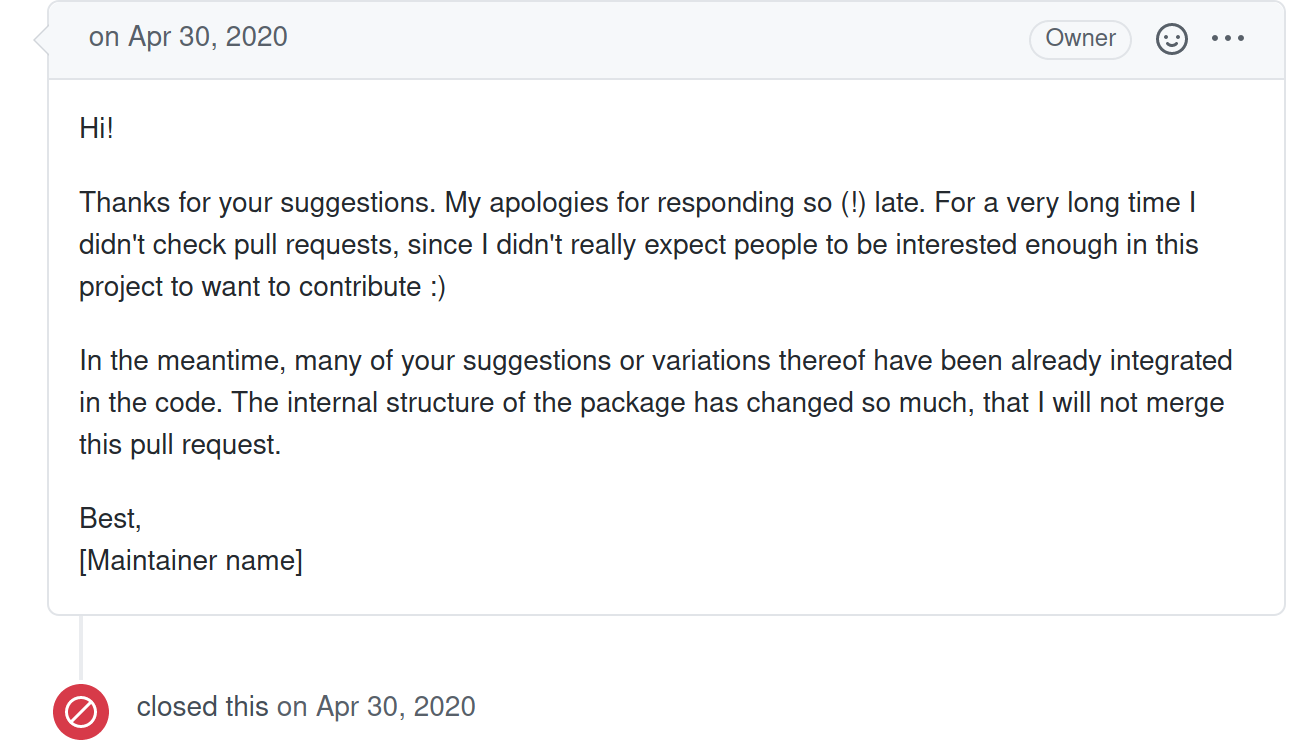 on Apr 30, 2020
Owner
Hi!
Thanks for your suggestions. My apologies for responding so (!) late. For a very long time I
didn't check pull requests, since I didn't really expect people to be interested enough in this
project to want to contribute :)
In the meantime, many of your suggestions or variations thereof have been already integrated
in the code. The internal structure of the package has changed so much, that I will not merge
this pull request.
Best,
[Maintainer name]
closed this on Apr 30, 2020